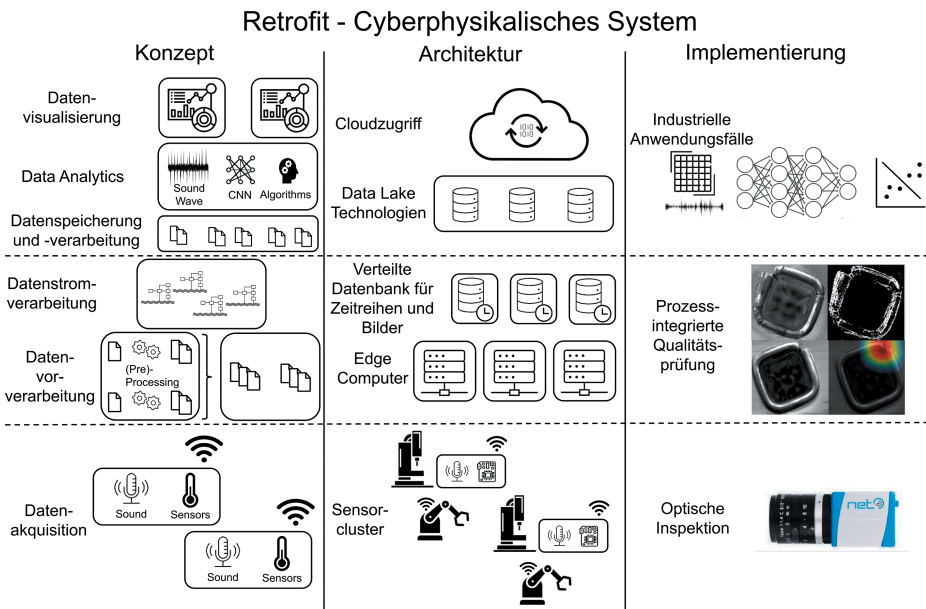 Retrofit - Cyberphysikalisches System
Konzept
Architektur
Implementierung
Daten-
visualisierung
Data Analytics
Sound
Wave
CNN
Algorithms
Datenspeicherung
und -verarbeitung
Cloudzugriff
1010
1010
Data Lake
Technologien
Industrielle
Anwendungsfälle
Datenstrom-
verarbeitung
Daten-
vor-
verarbeitung
(Pre)-
Processing
Verteilte
Datenbank für
Zeitreihen und
Bilder
Edge
Computer
Prozess-
integrierte
Qualitäts-
prüfung
Daten-
akquisition
Sound
Sensors
Sound
Sensors
Sensor-
cluster
Optische
Inspektion
net